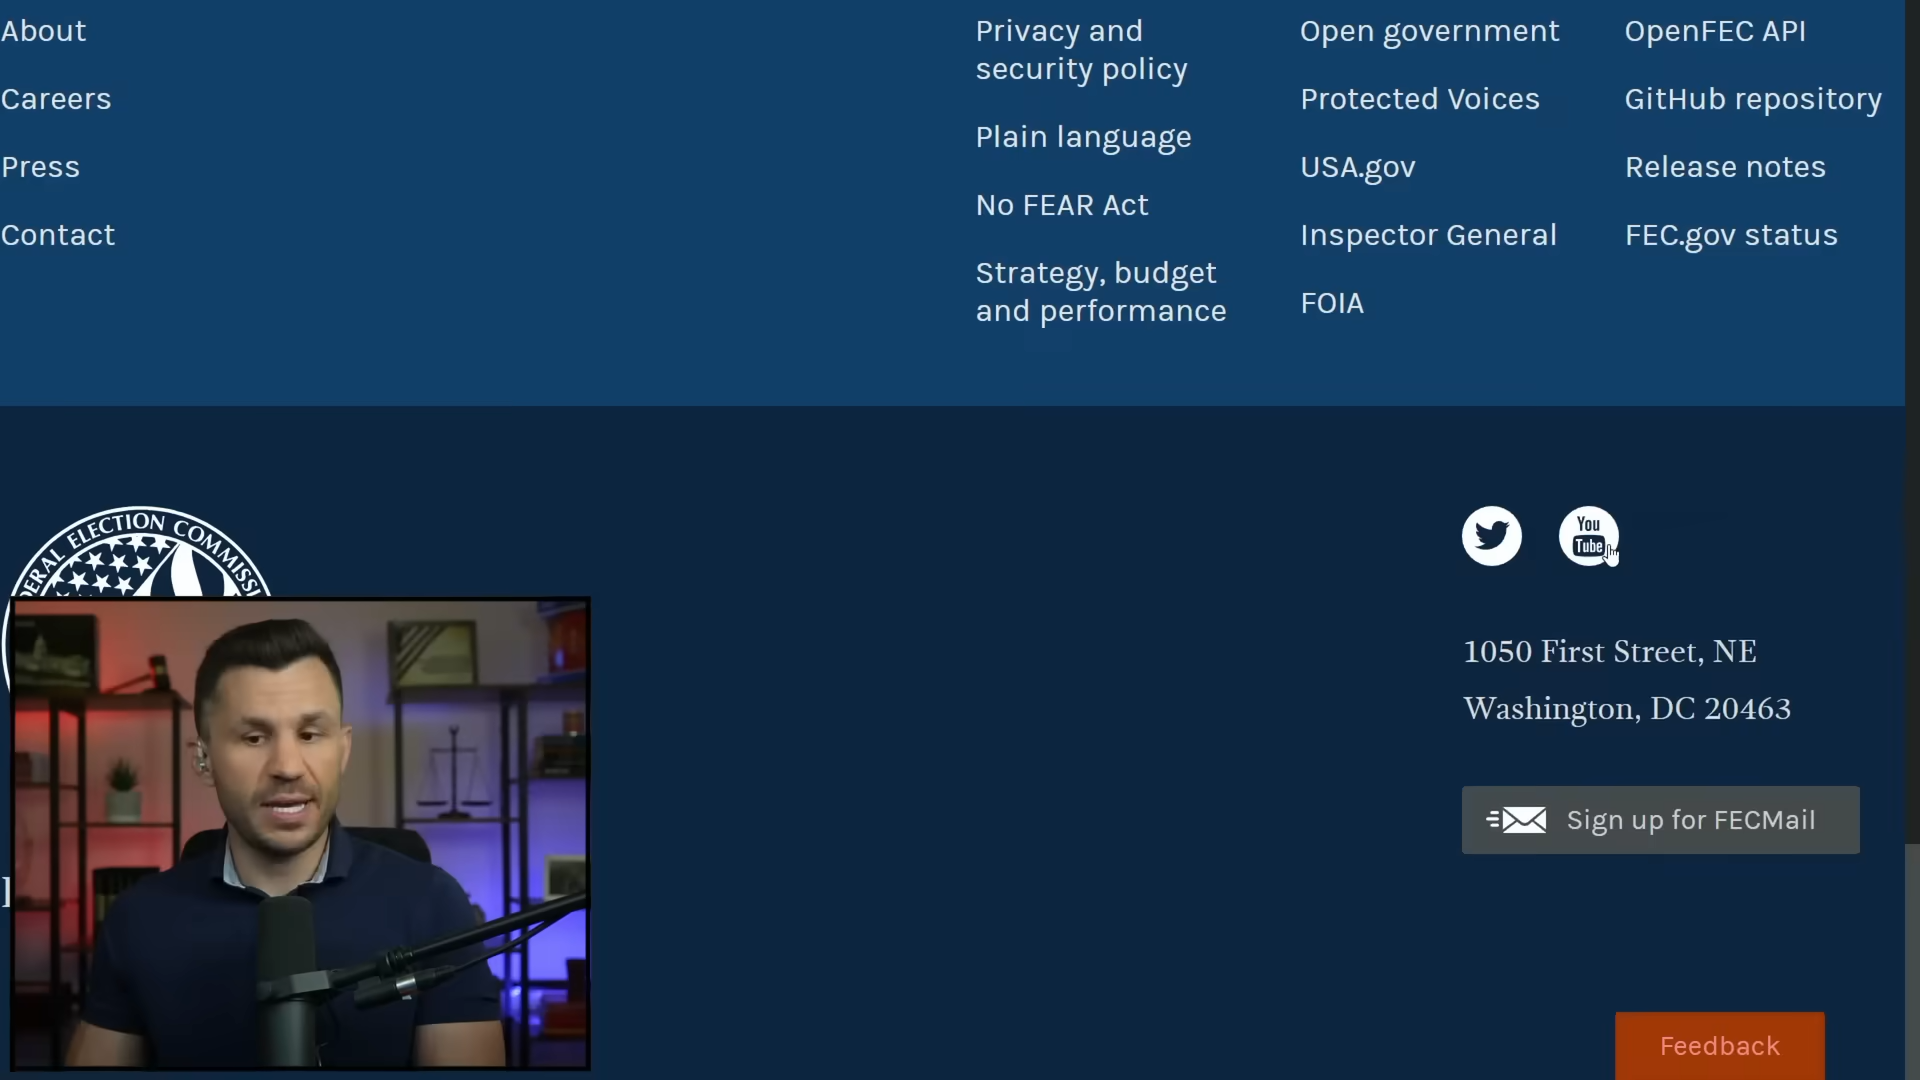 About
Careers
Press
Contact
Privacy and
security policy
Plain language
No FEAR Act
Strategy, budget
and performance
Open government
Protected Voices
USA.gov
Inspector General
FOIA
OpenFEC API
GitHub repository
Release notes
FEC.gov status
ELECTION
You
Tube
1050 First Street, NE
Washington, DC 20463
Sign up for FECMail
Feedback